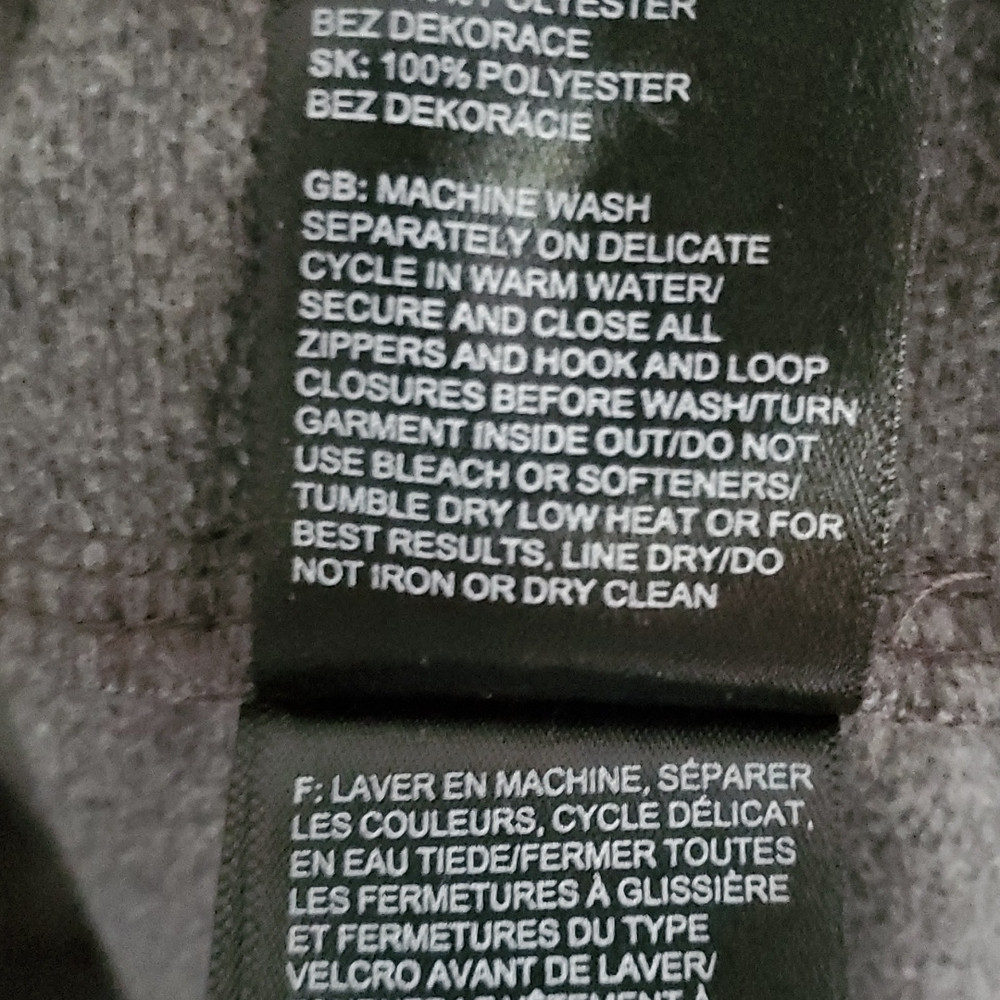 POLYESTER
BEZ DEKORACE
SK: 100% POLYESTER
BEZ DEKORÁCIE
GB: MACHINE WASH
SEPARATELY ON DELICATE
CYCLE IN WARM WATER/
SECURE AND CLOSE ALL
ZIPPERS AND HOOK AND LOOP
CLOSURES BEFORE WASH/TURN
GARMENT INSIDE OUT/DO NOT
USE BLEACH OR SOFTENERS/
TUMBLE DRY LOW HEAT OR FOR
BEST RESULTS, LINE DRY/DO
NOT IRON OR DRY CLEAN
F: LAVER EN MACHINE, SÉPARER
LES COULEURS, CYCLE DÉLICAT,
EN EAU TIEDE/FERMER TOUTES
LES FERMETURES À GLISSIÈRE
ET FERMETURES DU TYPE
VELCRO AVANT DE LAVER/